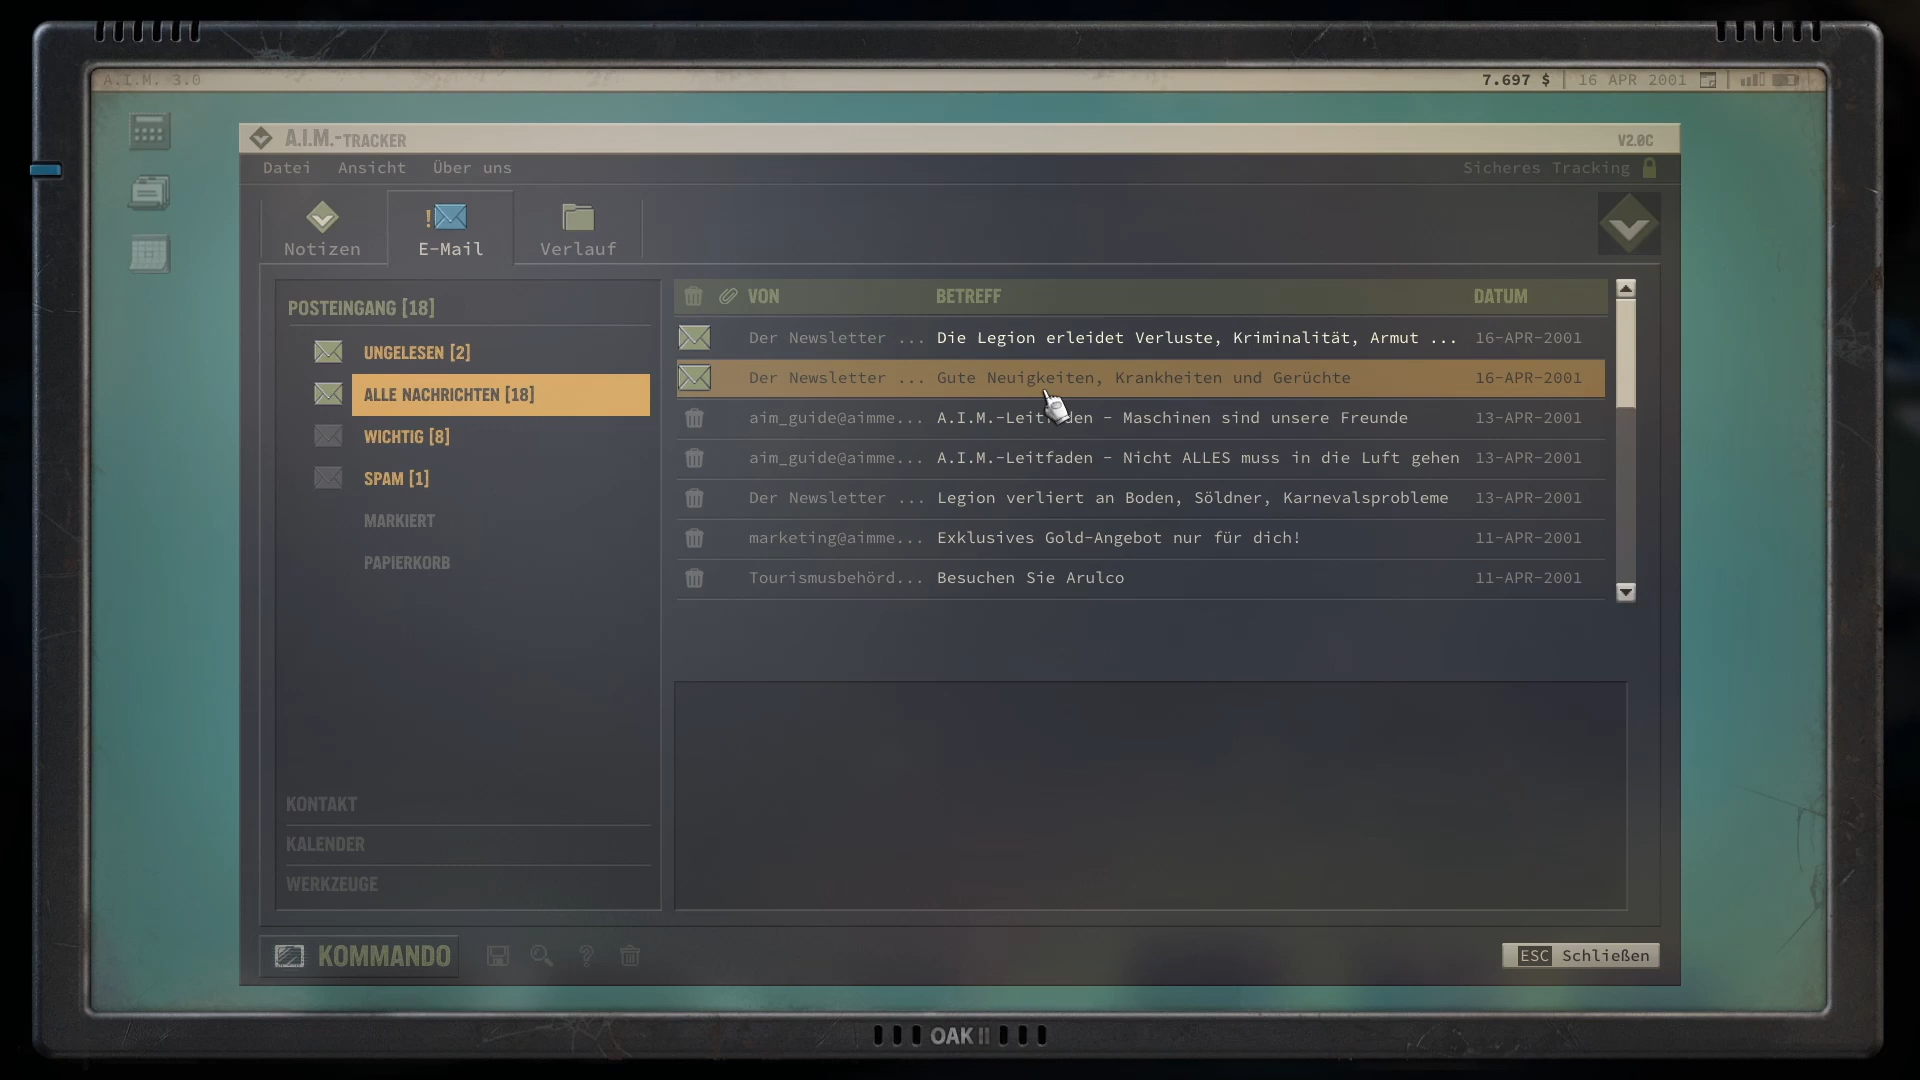 A.I.M. 3.0
7.697 $ | 16 APR 2001
A.I.M.-TRACKER
V2.0C
Datei Ansicht Über uns
Sicheres Tracking
Notizen
! E-Mail
Verlauf
POSTEINGANG [18]
UNGELESEN [2]
ALLE NACHRICHTEN [18]
WICHTIG [8]
SPAM [1]
MARKIERT
PAPIERKORB
KONTAKT
KALENDER
WERKZEUGE
VON BETREFF DATUM
Der Newsletter ... Die Legion erleidet Verluste, Kriminalität, Armut ... 16-APR-2001
Der Newsletter ... Gute Neuigkeiten, Krankheiten und Gerüchte 16-APR-2001
aim_guide@aimme... A.I.M.-Leitfaden - Maschinen sind unsere Freunde 13-APR-2001
aim_guide@aimme... A.I.M.-Leitfaden - Nicht ALLES muss in die Luft gehen 13-APR-2001
Der Newsletter ... Legion verliert an Boden, Söldner, Karnevalsprobleme 13-APR-2001
marketing@aimme... Exklusives Gold-Angebot nur für dich! 11-APR-2001
Tourismusbehörd... Besuchen Sie Arulco 11-APR-2001
KOMMANDO
?
ESC Schließen
OAK II